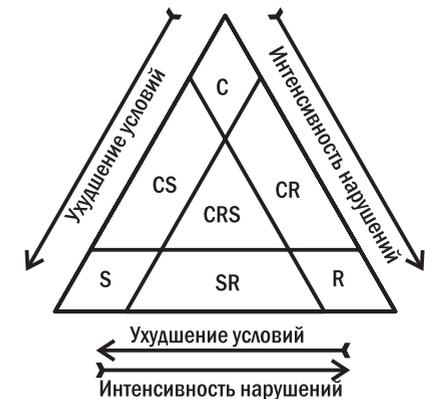 Ухудшение условий
Интенсивность нарушений
C
CS
CR
CRS
S
SR
R
Ухудшение условий
Интенсивность нарушений